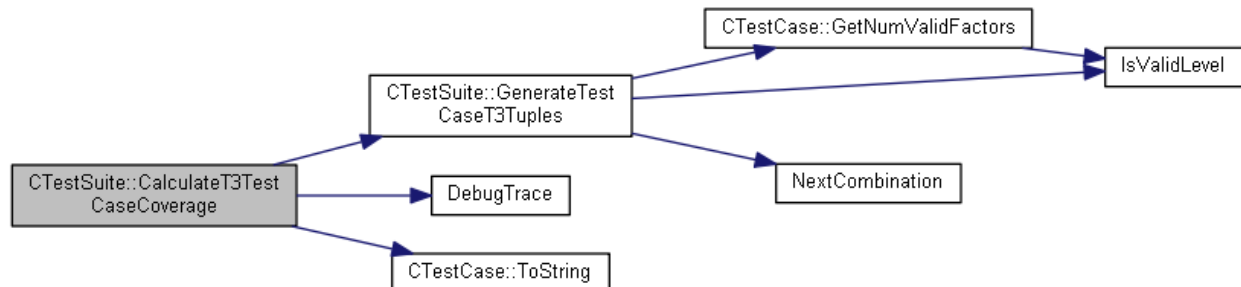 CTestCase::GetNumValidFactors
IsValidLevel
CTestSuite::GenerateTest
CaseT3Tuples
CTestSuite::CalculateT3Test
CaseCoverage
DebugTrace
NextCombination
CTestCase::ToString